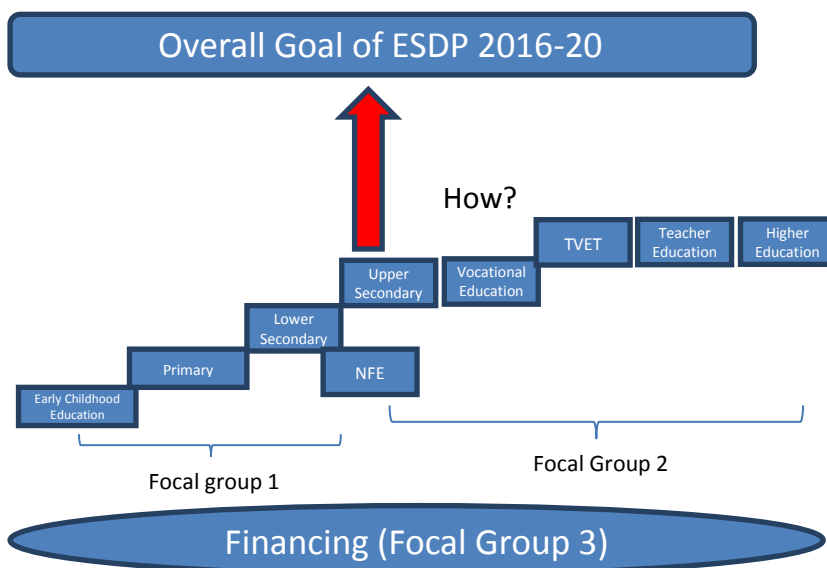 Overall Goal of ESDP 2016-20
How?
TVET
Teacher
Education
Higher
Education
Upper
Secondary
Vocational
Education
Lower
Secondary
Primary
NFE
Early Childhood
Education
Focal group 1
Focal Group 2
Financing (Focal Group 3)